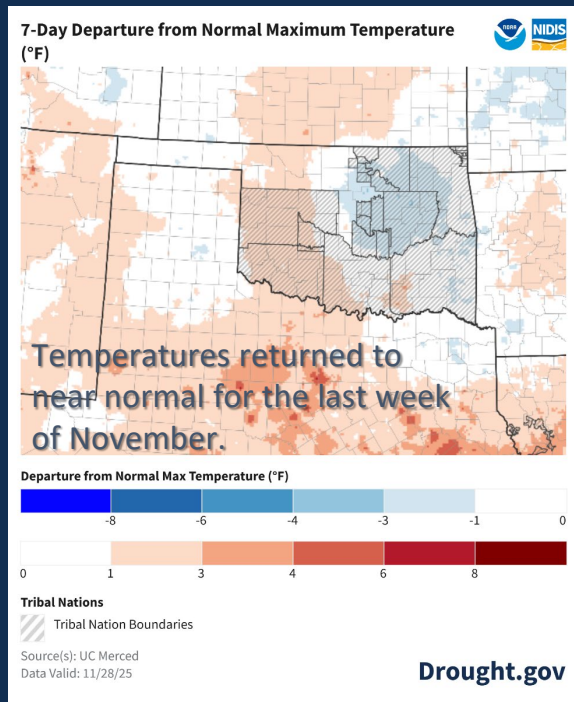 7-Day Departure from Normal Maximum Temperature
(°F)
NOAA
NIDIS
Temperatures returned to
near normal for the last week
of November.
Departure from Normal Max Temperature (°F)
-8 -6 -4 -3 -1 0
0 1 3 4 6 8
Tribal Nations
Tribal Nation Boundaries
Source(s): UC Merced
Data Valid: 11/28/25
Drought.gov